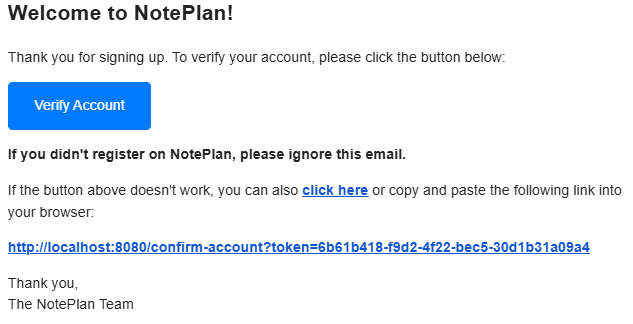 Welcome to NotePlan!
Thank you for signing up. To verify your account, please click the button below:
Verify Account
If you didn't register on NotePlan, please ignore this email.
If the button above doesn't work, you can also click here or copy and paste the following link into
your browser:
http://localhost:8080/confirm-account?token=6b61b418-f9d2-4f22-bec5-30d1b31a09a4
Thank you,
The NotePlan Team